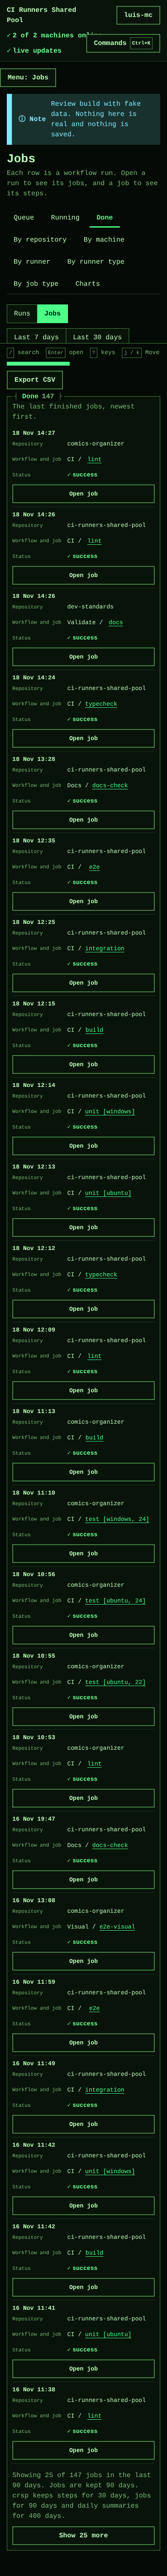 CI Runners Shared Pool
luis-mc
✓ 2 of 2 machines online
✓ live updates
Commands Ctrl+K
Menu: Jobs
ⓘ Note
Review build with fake data. Nothing here is real and nothing is saved.
Jobs
Each row is a workflow run. Open a run to see its jobs, and a job to see its steps.
Queue Running Done
By repository By machine
By runner By runner type
By job type Charts
Runs Jobs
Last 7 days Last 30 days
/ search Enter open ? keys j / k Move
Export CSV
Done 147
The last finished jobs, newest first.
18 Nov 14:27
Repository comics-organizer
Workflow and job CI / lint
Status ✓ success
Open job
18 Nov 14:26
Repository ci-runners-shared-pool
Workflow and job CI / lint
Status ✓ success
Open job
18 Nov 14:26
Repository dev-standards
Workflow and job Validate / docs
Status ✓ success
Open job
18 Nov 14:24
Repository ci-runners-shared-pool
Workflow and job CI / typecheck
Status ✓ success
Open job
18 Nov 13:28
Repository ci-runners-shared-pool
Workflow and job Docs / docs-check
Status ✓ success
Open job
18 Nov 12:35
Repository ci-runners-shared-pool
Workflow and job CI / e2e
Status ✓ success
Open job
18 Nov 12:25
Repository ci-runners-shared-pool
Workflow and job CI / integration
Status ✓ success
Open job
18 Nov 12:15
Repository ci-runners-shared-pool
Workflow and job CI / build
Status ✓ success
Open job
18 Nov 12:14
Repository ci-runners-shared-pool
Workflow and job CI / unit [windows]
Status ✓ success
Open job
18 Nov 12:13
Repository ci-runners-shared-pool
Workflow and job CI / unit [ubuntu]
Status ✓ success
Open job
18 Nov 12:12
Repository ci-runners-shared-pool
Workflow and job CI / typecheck
Status ✓ success
Open job
18 Nov 12:09
Repository ci-runners-shared-pool
Workflow and job CI / lint
Status ✓ success
Open job
18 Nov 11:13
Repository comics-organizer
Workflow and job CI / build
Status ✓ success
Open job
18 Nov 11:10
Repository comics-organizer
Workflow and job CI / test [windows, 24]
Status ✓ success
Open job
18 Nov 10:56
Repository comics-organizer
Workflow and job CI / test [ubuntu, 24]
Status ✓ success
Open job
18 Nov 10:55
Repository comics-organizer
Workflow and job CI / test [ubuntu, 22]
Status ✓ success
Open job
18 Nov 10:53
Repository comics-organizer
Workflow and job CI / lint
Status ✓ success
Open job
16 Nov 19:47
Repository ci-runners-shared-pool
Workflow and job Docs / docs-check
Status ✓ success
Open job
16 Nov 13:08
Repository comics-organizer
Workflow and job Visual / e2e-visual
Status ✓ success
Open job
16 Nov 11:59
Repository ci-runners-shared-pool
Workflow and job CI / e2e
Status ✓ success
Open job
16 Nov 11:49
Repository ci-runners-shared-pool
Workflow and job CI / integration
Status ✓ success
Open job
16 Nov 11:42
Repository ci-runners-shared-pool
Workflow and job CI / unit [windows]
Status ✓ success
Open job
16 Nov 11:42
Repository ci-runners-shared-pool
Workflow and job CI / build
Status ✓ success
Open job
16 Nov 11:41
Repository ci-runners-shared-pool
Workflow and job CI / unit [ubuntu]
Status ✓ success
Open job
16 Nov 11:38
Repository ci-runners-shared-pool
Workflow and job CI / lint
Status ✓ success
Open job
Showing 25 of 147 jobs in the last 90 days. Jobs are kept 90 days. crsp keeps steps for 30 days, jobs for 90 days and daily summaries for 400 days.
Show 25 more